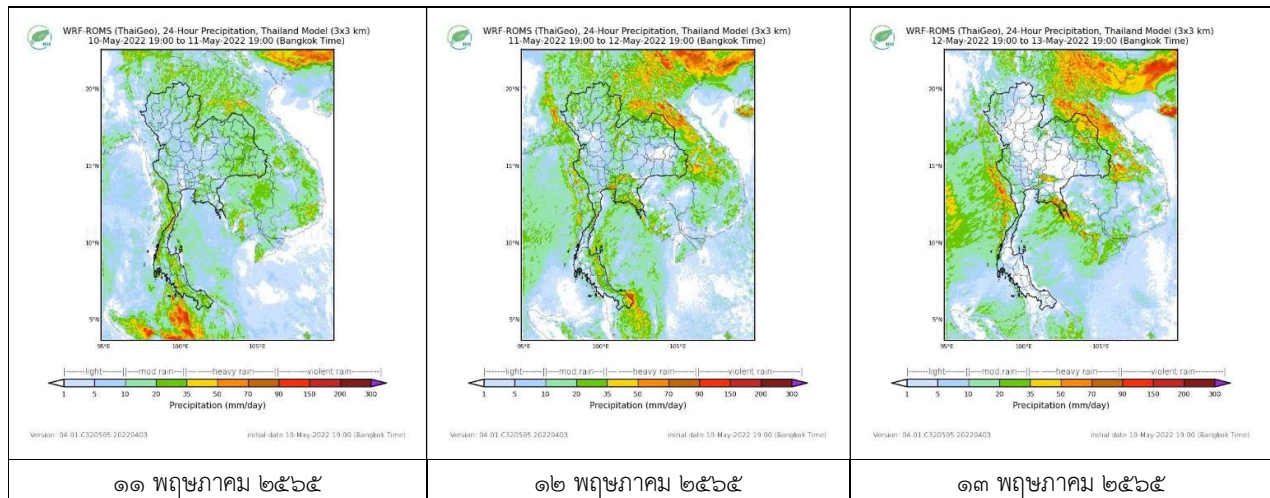 WRF-ROMS (ThaiGeo), 24-Hour Precipitation, Thailand Model (3x3 km)
10-May-2022 19:00 to 11-May-2022 19:00 (Bangkok Time)
20°N
15°N
10°N
5°N
95°E 100°E 105°E
|-------light--------||----mod.rain---||--- -----heavy rain---------||--------violent rain--------|
1 5 10 20 35 50 70 90 150 200 300
Precipitation (mm/day)
Version: 04.01.C320505.20220403 initial date 10-May-2022 19:00 (Bangkok Time)
๑๑ พฤษภาคม ๒๕๖๕
WRF-ROMS (ThaiGeo), 24-Hour Precipitation, Thailand Model (3x3 km)
11-May-2022 19:00 to 12-May-2022 19:00 (Bangkok Time)
20°N
15°N
10°N
5°N
95°E 100°E 105°E
|-------light--------||----mod.rain---||--- -----heavy rain---------||--------violent rain--------|
1 5 10 20 35 50 70 90 150 200 300
Precipitation (mm/day)
Version: 04.01.C320505.20220403 initial date 10-May-2022 19:00 (Bangkok Time)
๑๒ พฤษภาคม ๒๕๖๕
WRF-ROMS (ThaiGeo), 24-Hour Precipitation, Thailand Model (3x3 km)
12-May-2022 19:00 to 13-May-2022 19:00 (Bangkok Time)
20°N
15°N
10°N
5°N
95°E 100°E 105°E
|-------light--------||----mod.rain---||--- -----heavy rain---------||--------violent rain--------|
1 5 10 20 35 50 70 90 150 200 300
Precipitation (mm/day)
Version: 04.01.C320505.20220403 initial date 10-May-2022 19:00 (Bangkok Time)
๑๓ พฤษภาคม ๒๕๖๕